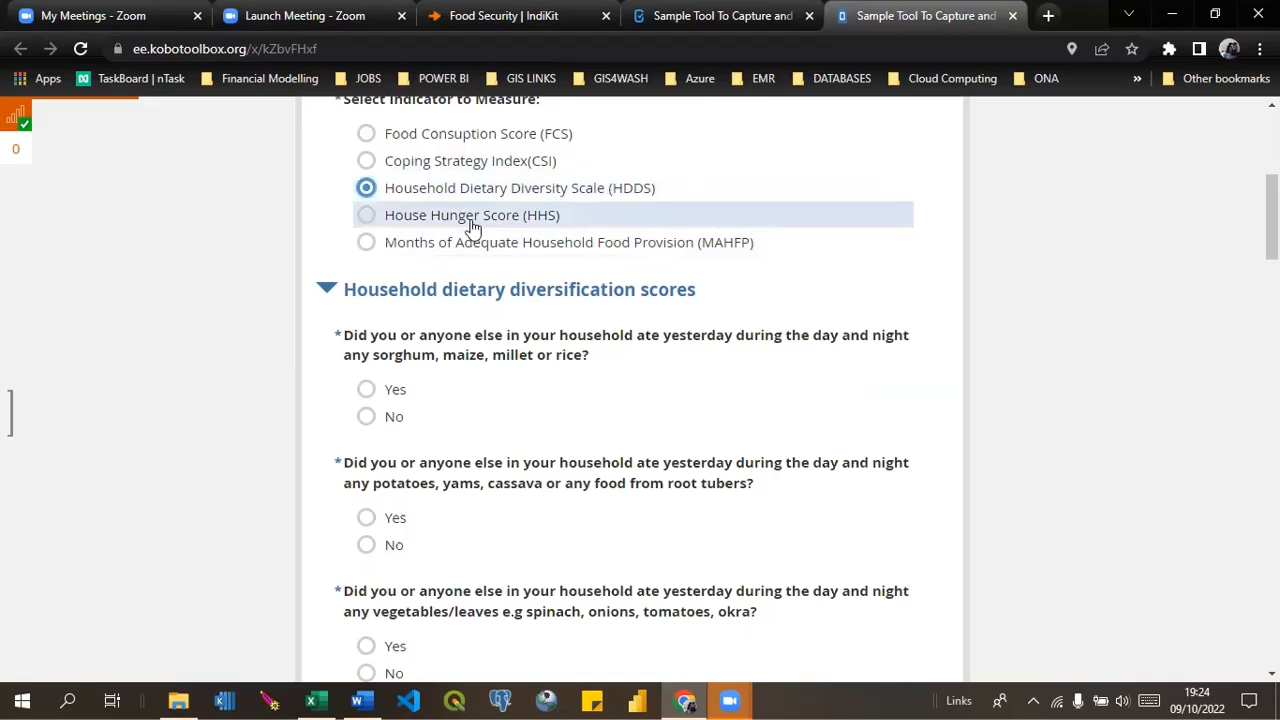 My Meetings - Zoom
Launch Meeting - Zoom
Food Security | IndiKit
Sample Tool To Capture and
Sample Tool To Capture and
ee.kobotoolbox.org/x/kZbvFHxf
Apps
TaskBoard | nTask
Financial Modelling
JOBS
POWER BI
GIS LINKS
GIS4WASH
Azure
EMR
DATABASES
Cloud Computing
ONA
»
Other bookmarks
0
* Select Indicator to Measure:
Food Consuption Score (FCS)
Coping Strategy Index(CSI)
Household Dietary Diversity Scale (HDDS)
House Hunger Score (HHS)
Months of Adequate Household Food Provision (MAHFP)
Household dietary diversification scores
* Did you or anyone else in your household ate yesterday during the day and night
any sorghum, maize, millet or rice?
Yes
No
* Did you or anyone else in your household ate yesterday during the day and night
any potatoes, yams, cassava or any food from root tubers?
Yes
No
* Did you or anyone else in your household ate yesterday during the day and night
any vegetables/leaves e.g spinach, onions, tomatoes, okra?
Yes
No
Links
19:24
09/10/2022